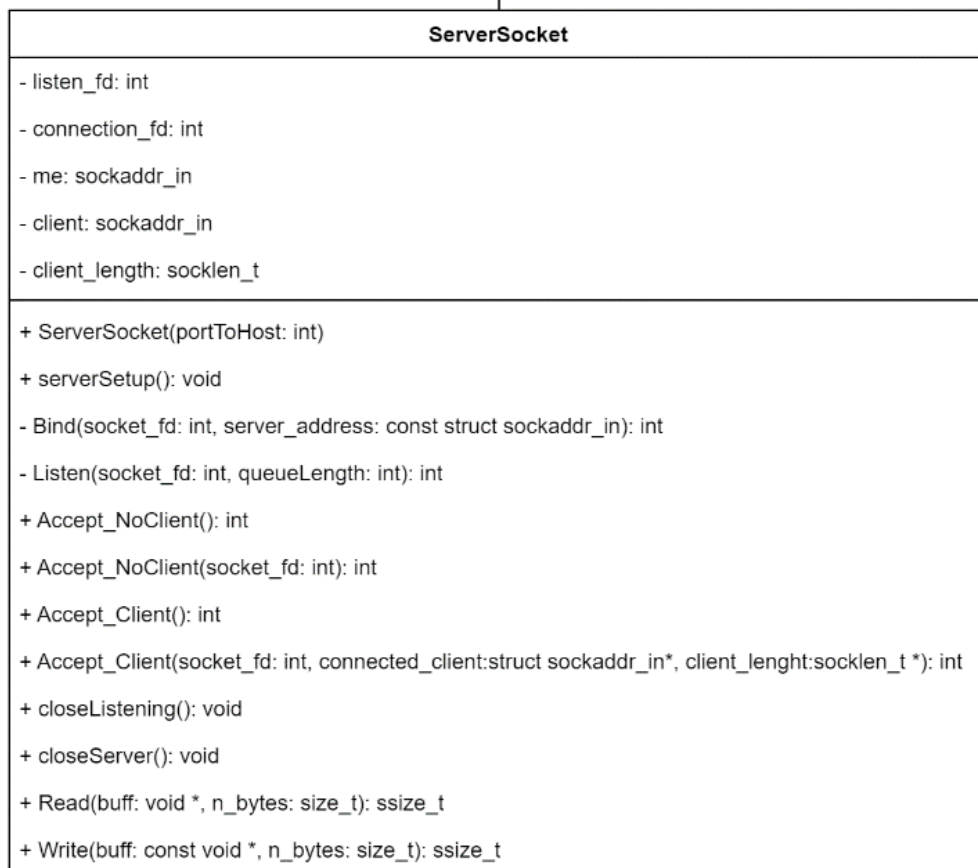 ServerSocket
- listen_fd: int
- connection_fd: int
- me: sockaddr_in
- client: sockaddr_in
- client_length: socklen_t
+ ServerSocket(portToHost: int)
+ serverSetup(): void
- Bind(socket_fd: int, server_address: const struct sockaddr_in): int
- Listen(socket_fd: int, queueLength: int): int
+ Accept_NoClient(): int
+ Accept_NoClient(socket_fd: int): int
+ Accept_Client(): int
+ Accept_Client(socket_fd: int, connected_client:struct sockaddr_in*, client_lenght:socklen_t *): int
+ closeListening(): void
+ closeServer(): void
+ Read(buff: void *, n_bytes: size_t): ssize_t
+ Write(buff: const void *, n_bytes: size_t): ssize_t